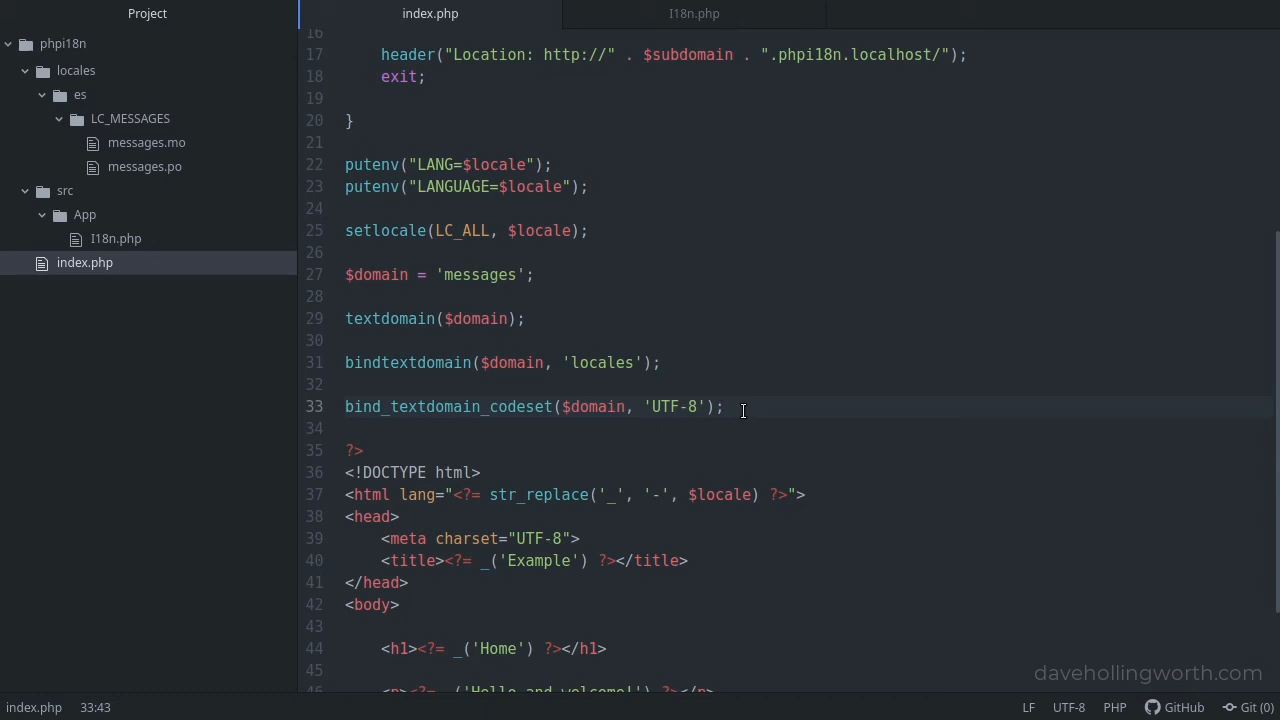 Project
index.php
I18n.php
phpi18n
locales
es
LC_MESSAGES
messages.mo
messages.po
src
App
I18n.php
index.php
16
17 header("Location: http://" . $subdomain . ".phpi18n.localhost/");
18 exit;
19
20 }
21
22 putenv("LANG=$locale");
23 putenv("LANGUAGE=$locale");
24
25 setlocale(LC_ALL, $locale);
26
27 $domain = 'messages';
28
29 textdomain($domain);
30
31 bindtextdomain($domain, 'locales');
32
33 bind_textdomain_codeset($domain, 'UTF-8');
34
35 ?>
36 <!DOCTYPE html>
37 <html lang="<?= str_replace('_', '-', $locale) ?>">
38 <head>
39 <meta charset="UTF-8">
40 <title><?= _('Example') ?></title>
41 </head>
42 <body>
43
44 <h1><?= _('Home') ?></h1>
45
46 <p><?= _('Hello and welcome!') ?></p>
davehollingworth.com
index.php 33:43 LF UTF-8 PHP GitHub Git (0)